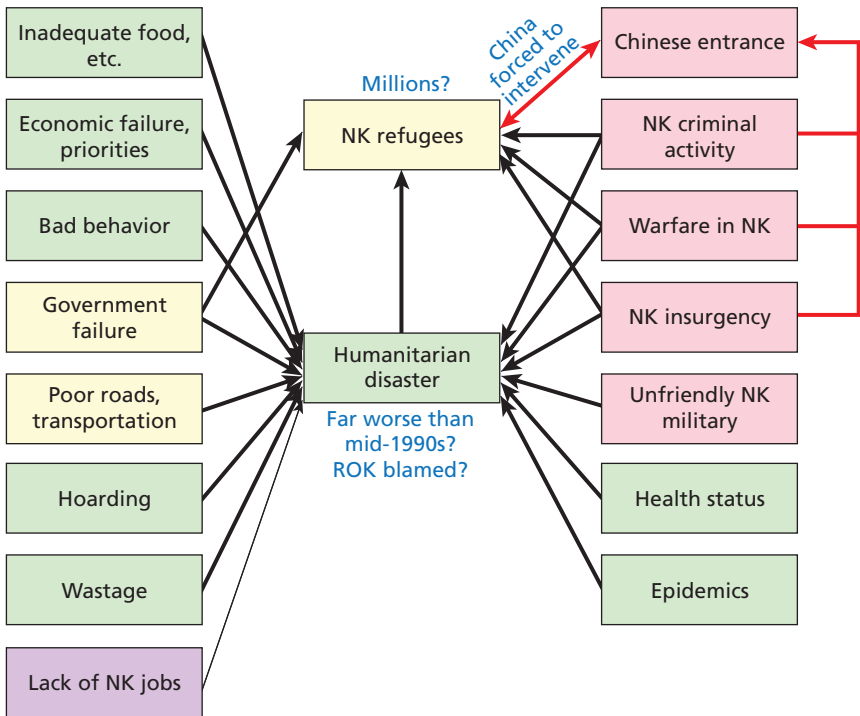 Inadequate food,
etc.
Economic failure,
priorities
Bad behavior
Government
failure
Poor roads,
transportation
Hoarding
Wastage
Lack of NK jobs
Millions?
NK refugees
Humanitarian
disaster
Far worse than
mid-1990s?
ROK blamed?
China
forced to
intervene
Chinese entrance
NK criminal
activity
Warfare in NK
NK insurgency
Unfriendly NK
military
Health status
Epidemics